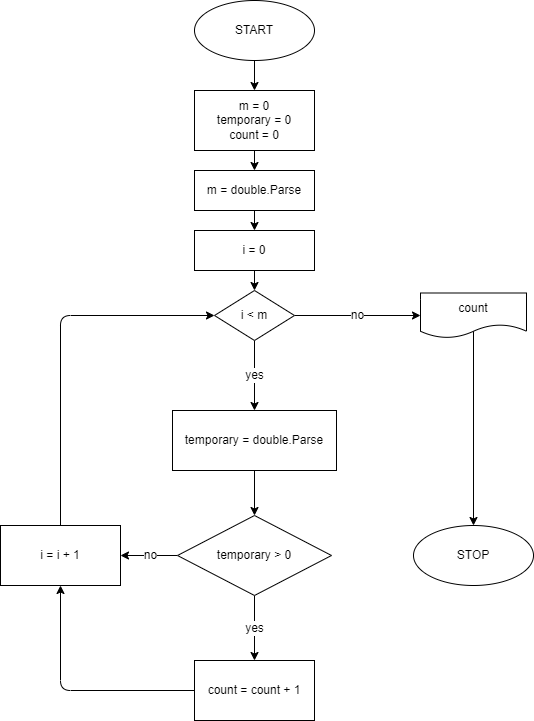 START
m = 0
temporary = 0
count = 0
m = double.Parse
i = 0
i < m
no
count
yes
temporary = double.Parse
i = i + 1
no
temporary > 0
STOP
yes
count = count + 1